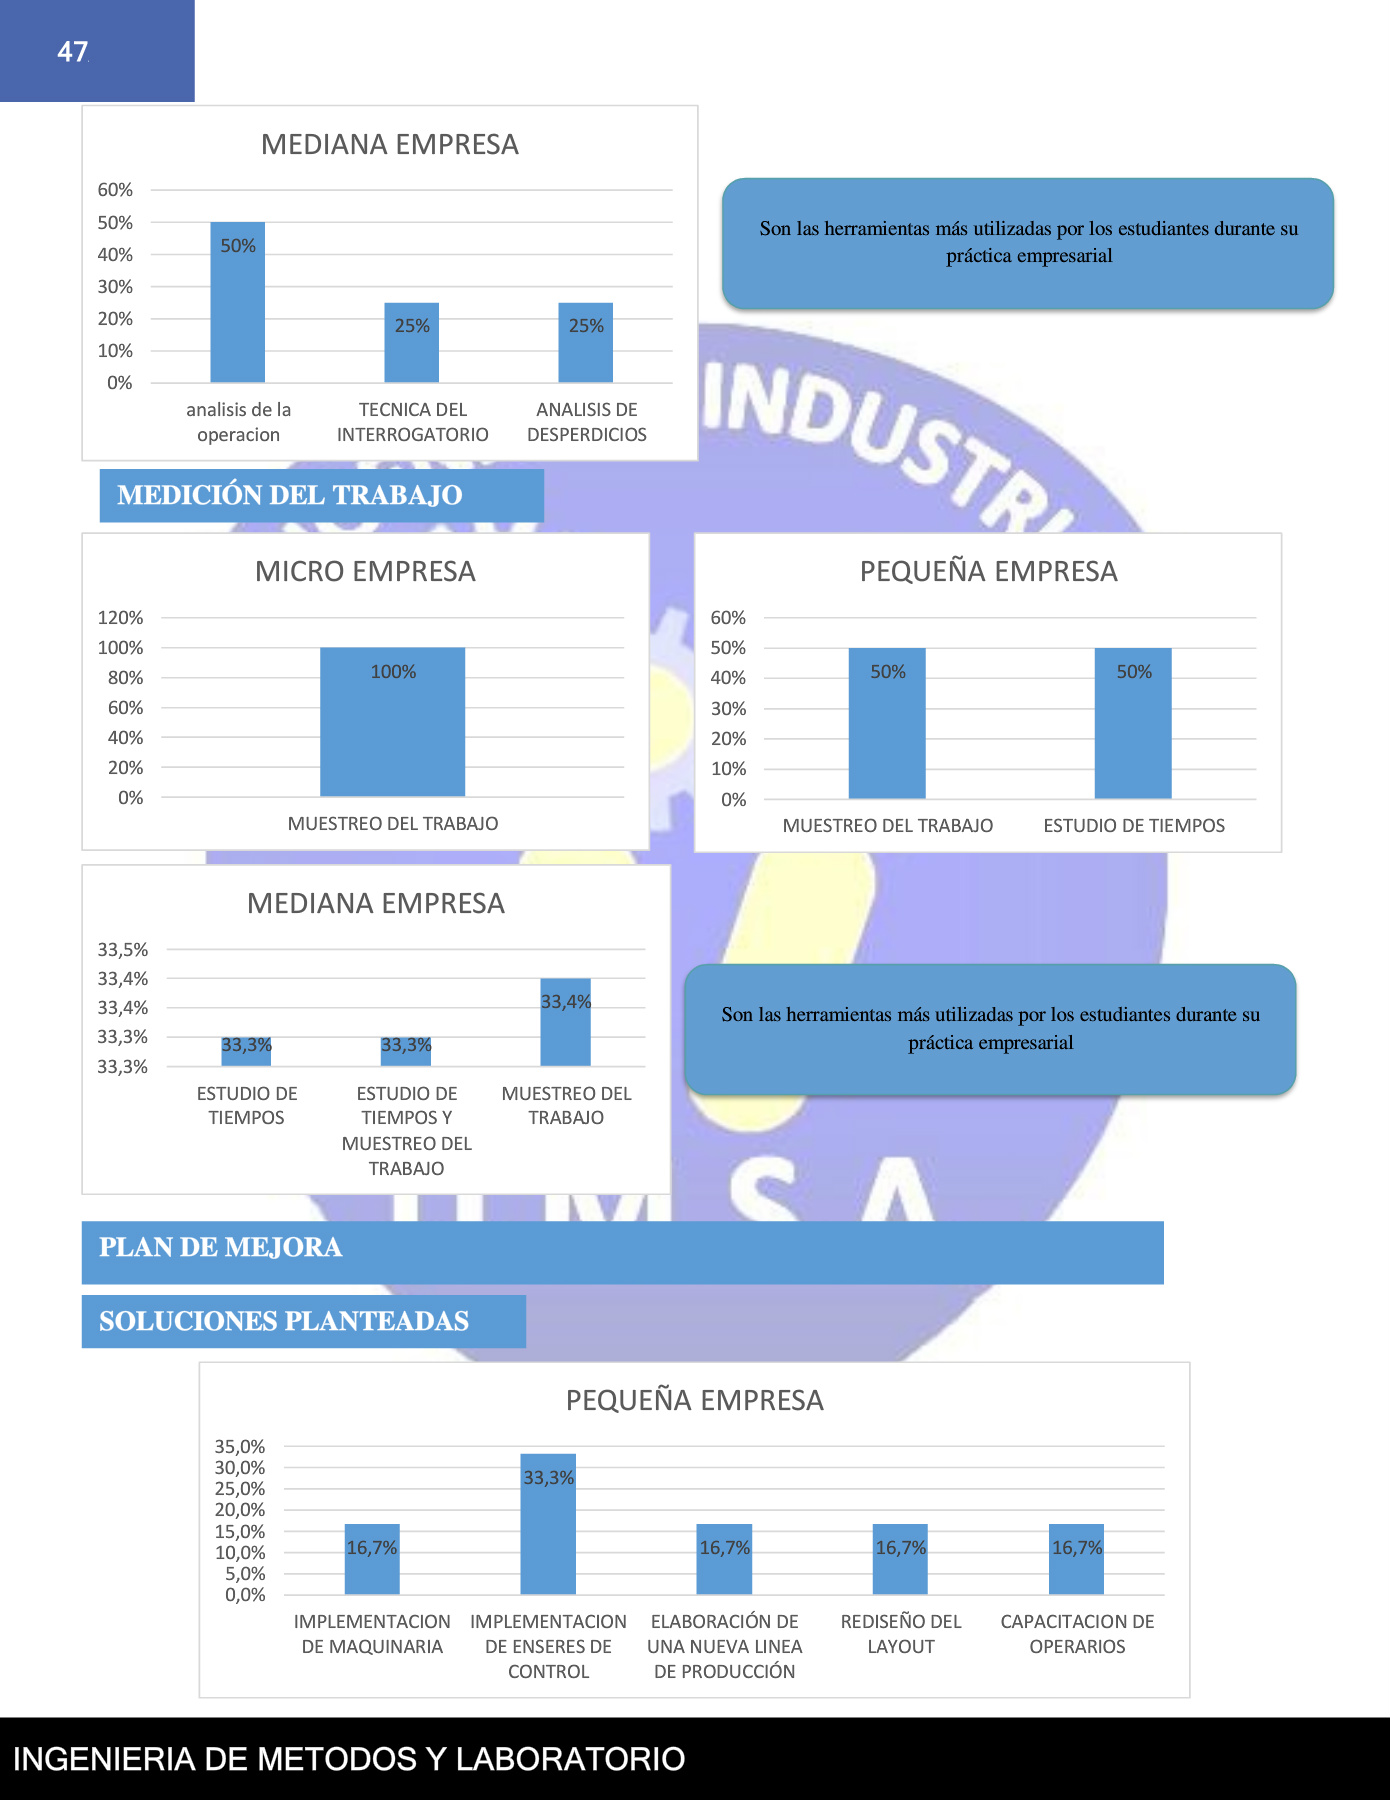 47
MEDIANA EMPRESA
60%
50%
40%
30%
20%
10%
0%
50%
25%
25%
analisis de la
operacion
TECNICA DEL
INTERROGATORIO
ANALISIS DE
DESPERDICIOS
Son las herramientas más utilizadas por los estudiantes durante su
práctica empresarial
INDUSTRI
MEDICIÓN DEL TRABAJO
MICRO EMPRESA
120%
100%
80%
60%
40%
20%
0%
100%
MUESTREO DEL TRABAJO
PEQUEÑA EMPRESA
60%
50%
40%
30%
20%
10%
0%
50%
50%
MUESTREO DEL TRABAJO
ESTUDIO DE TIEMPOS
MEDIANA EMPRESA
33,5%
33,4%
33,4%
33,3%
33,3%
33,3%
33,3%
33,4%
ESTUDIO DE
TIEMPOS
ESTUDIO DE
TIEMPOS Y
MUESTREO DEL
TRABAJO
MUESTREO DEL
TRABAJO
Son las herramientas más utilizadas por los estudiantes durante su
práctica empresarial
U M S A
PLAN DE MEJORA
SOLUCIONES PLANTEADAS
PEQUEÑA EMPRESA
35,0%
30,0%
25,0%
20,0%
15,0%
10,0%
5,0%
0,0%
16,7%
33,3%
16,7%
16,7%
16,7%
IMPLEMENTACION
DE MAQUINARIA
IMPLEMENTACION
DE ENSERES DE
CONTROL
ELABORACIÓN DE
UNA NUEVA LINEA
DE PRODUCCIÓN
REDISEÑO DEL
LAYOUT
CAPACITACION DE
OPERARIOS
INGENIERIA DE METODOS Y LABORATORIO